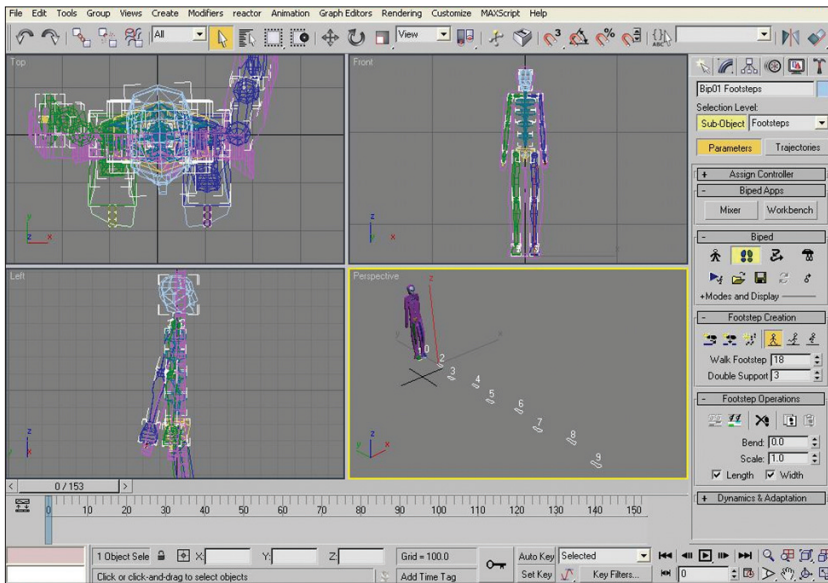 File Edit Tools Group Views Create Modifiers reactor Animation Graph Editors Rendering Customize MAXScript Help
All View 3 ABC
Top Front
Bip01 Footsteps
Selection Level:
Sub-Object Footsteps
Parameters Trajectories
+ Assign Controller
- Biped Apps
Mixer Workbench
z x y
z x y
Left Perspective
- Biped
+Modes and Display
- Footstep Creation
Walk Footstep: 18
Double Support: 3
- Footstep Operations
Bend: 0.0
Scale: 1.0
Length Width
+ Dynamics & Adaptation
z
0 2 3 4 5 6 7 8 9
z x y
z x y
< 0 / 153 >
0 10 20 30 40 50 60 70 80 90 100 110 120 130 140 150
1 Object Sele X: Y: Z: Grid = 100.0 Auto Key Selected
Click or click-and-drag to select objects Add Time Tag Set Key Key Filters... 0